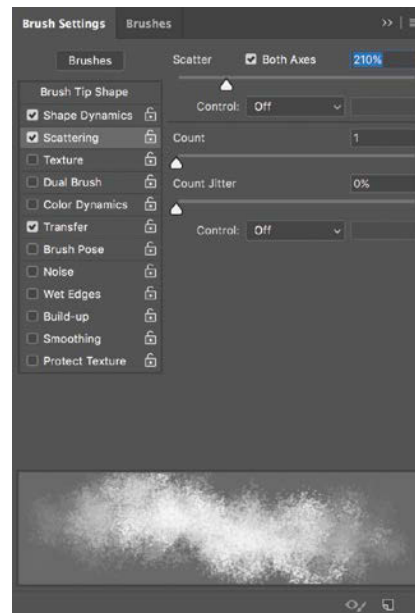 Brush Settings Brushes
Brushes
Scatter Both Axes 210%
Brush Tip Shape
Control: Off
Shape Dynamics
Scattering
Count 1
Texture
Dual Brush
Count Jitter 0%
Color Dynamics
Transfer
Control: Off
Brush Pose
Noise
Wet Edges
Build-up
Smoothing
Protect Texture